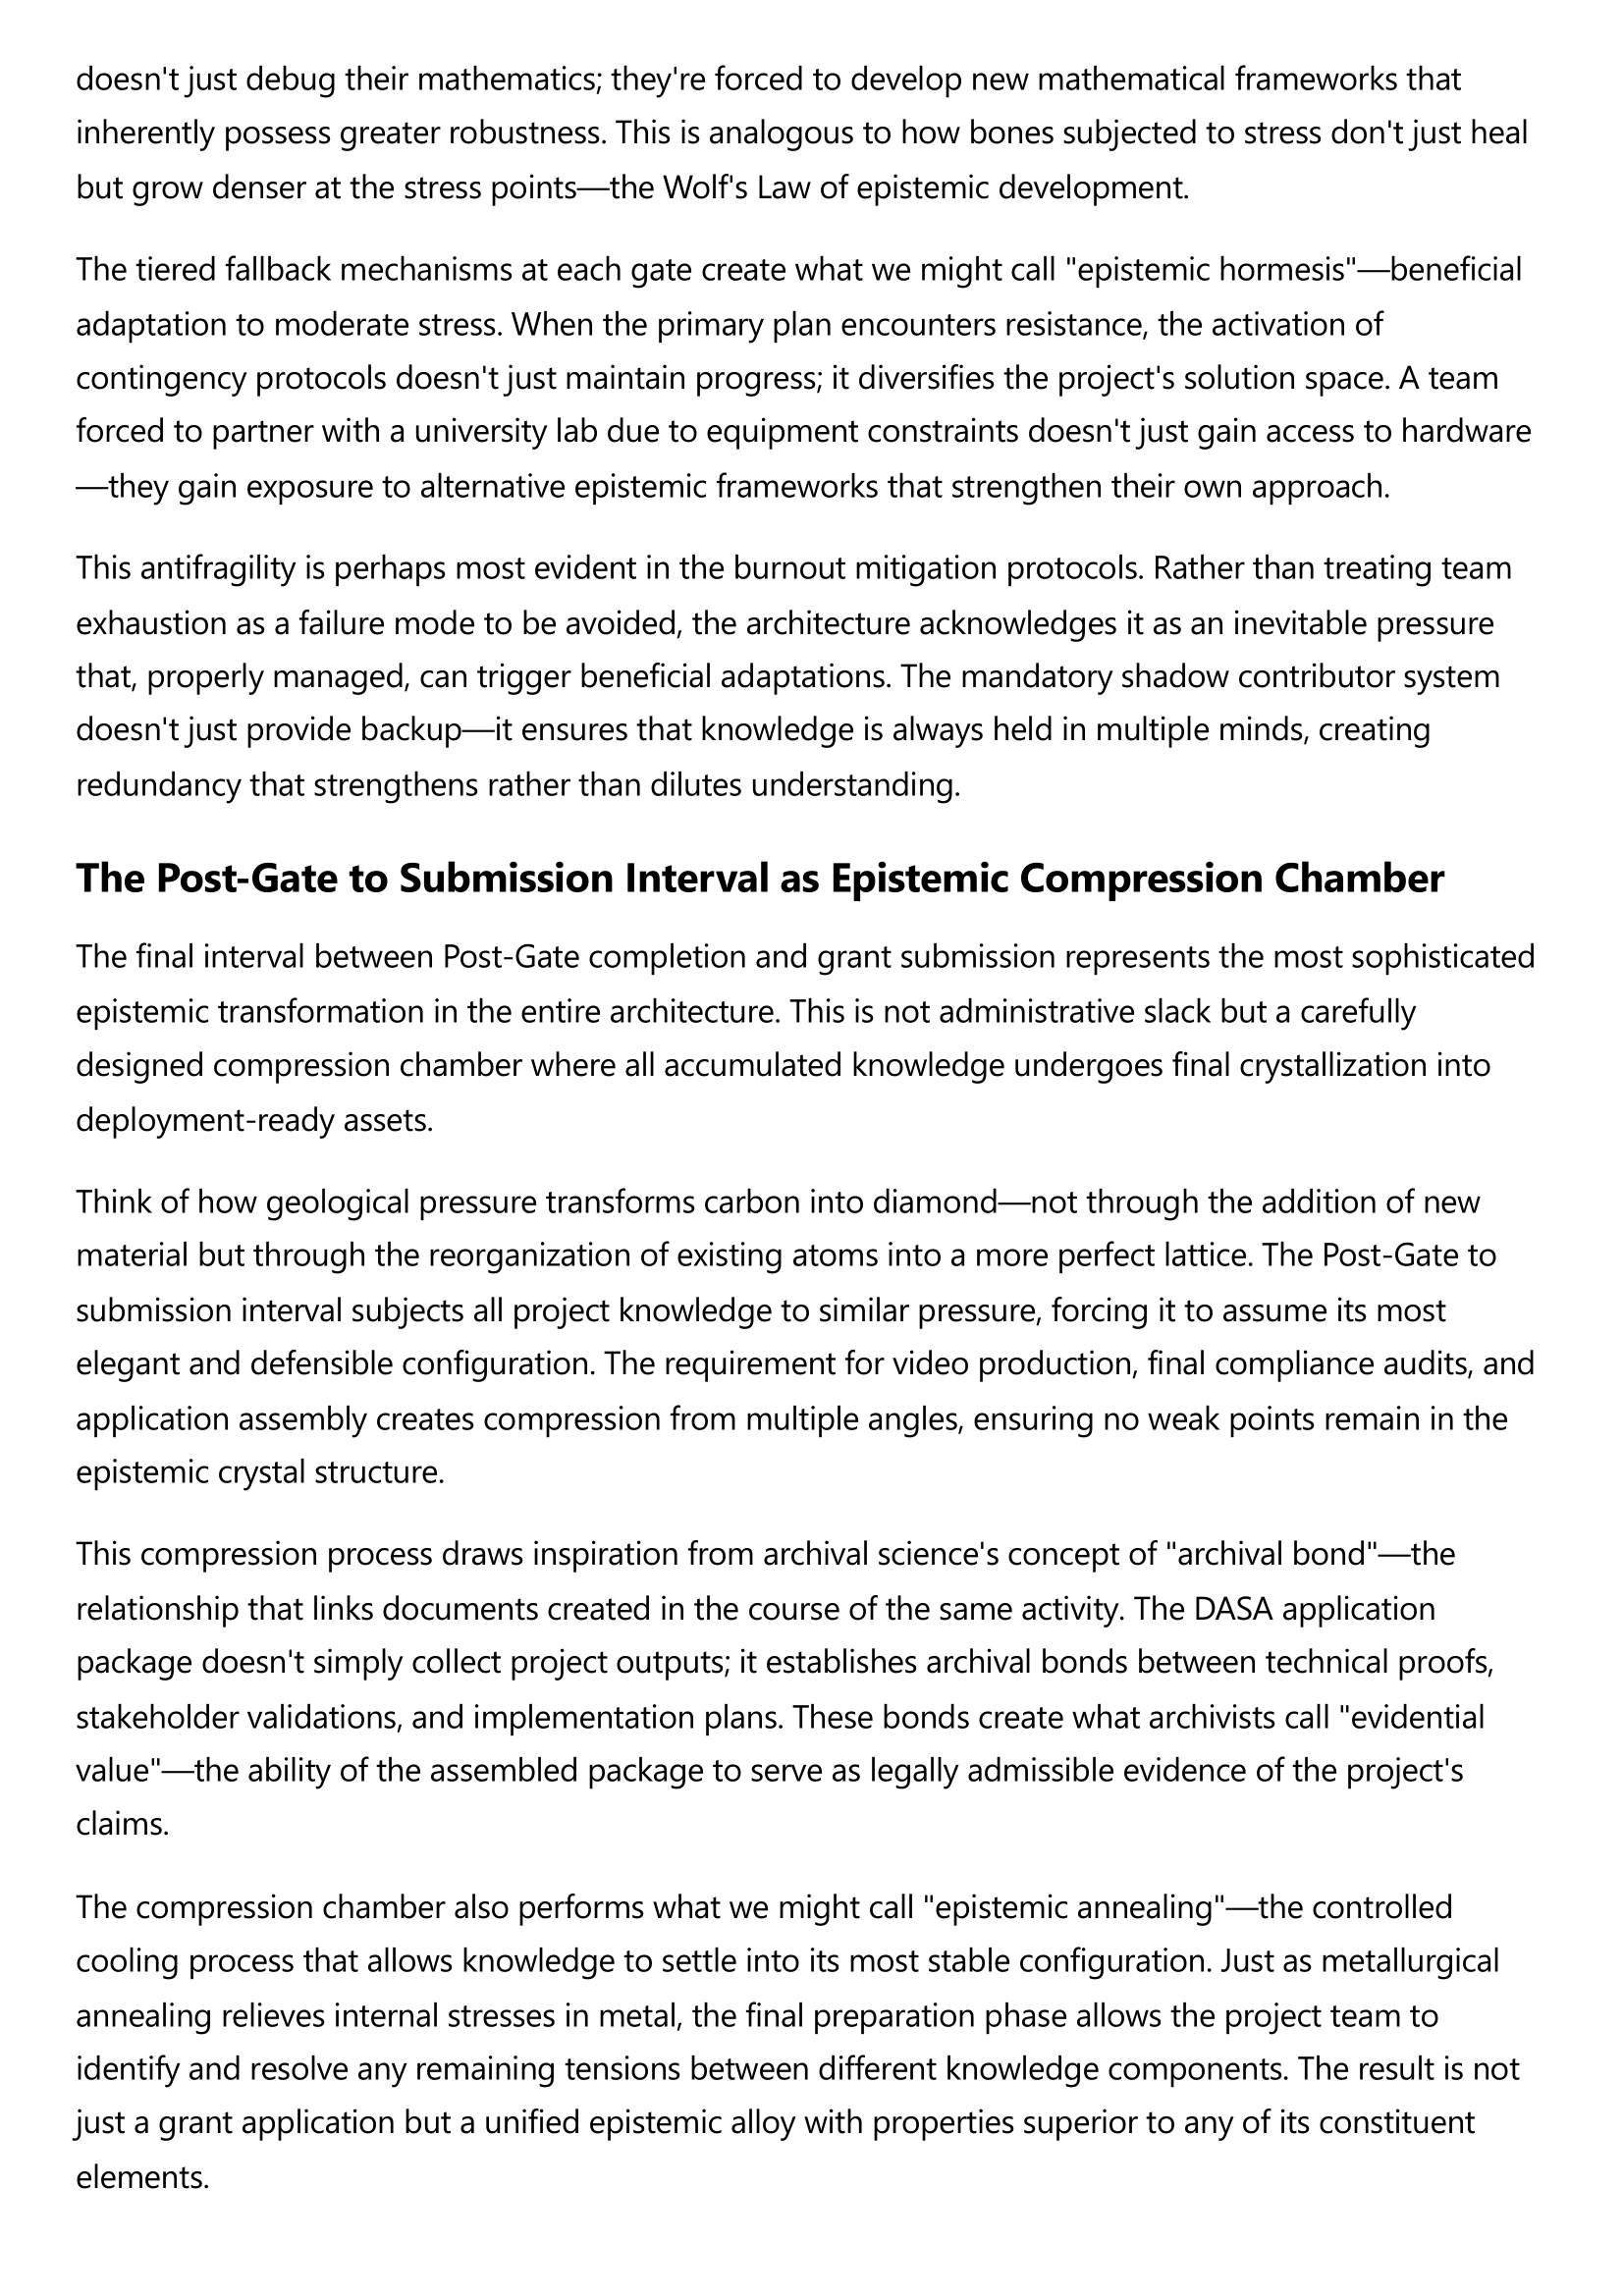 doesn't just debug their mathematics; they're forced to develop new mathematical frameworks that
inherently possess greater robustness. This is analogous to how bones subjected to stress don't just heal
but grow denser at the stress points—the Wolf's Law of epistemic development.
The tiered fallback mechanisms at each gate create what we might call "epistemic hormesis"—beneficial
adaptation to moderate stress. When the primary plan encounters resistance, the activation of
contingency protocols doesn't just maintain progress; it diversifies the project's solution space. A team
forced to partner with a university lab due to equipment constraints doesn't just gain access to hardware
—they gain exposure to alternative epistemic frameworks that strengthen their own approach.
This antifragility is perhaps most evident in the burnout mitigation protocols. Rather than treating team
exhaustion as a failure mode to be avoided, the architecture acknowledges it as an inevitable pressure
that, properly managed, can trigger beneficial adaptations. The mandatory shadow contributor system
doesn't just provide backup—it ensures that knowledge is always held in multiple minds, creating
redundancy that strengthens rather than dilutes understanding.
The Post-Gate to Submission Interval as Epistemic Compression Chamber
The final interval between Post-Gate completion and grant submission represents the most sophisticated
epistemic transformation in the entire architecture. This is not administrative slack but a carefully
designed compression chamber where all accumulated knowledge undergoes final crystallization into
deployment-ready assets.
Think of how geological pressure transforms carbon into diamond—not through the addition of new
material but through the reorganization of existing atoms into a more perfect lattice. The Post-Gate to
submission interval subjects all project knowledge to similar pressure, forcing it to assume its most
elegant and defensible configuration. The requirement for video production, final compliance audits, and
application assembly creates compression from multiple angles, ensuring no weak points remain in the
epistemic crystal structure.
This compression process draws inspiration from archival science's concept of "archival bond"—the
relationship that links documents created in the course of the same activity. The DASA application
package doesn't simply collect project outputs; it establishes archival bonds between technical proofs,
stakeholder validations, and implementation plans. These bonds create what archivists call "evidential
value"—the ability of the assembled package to serve as legally admissible evidence of the project's
claims.
The compression chamber also performs what we might call "epistemic annealing"—the controlled
cooling process that allows knowledge to settle into its most stable configuration. Just as metallurgical
annealing relieves internal stresses in metal, the final preparation phase allows the project team to
identify and resolve any remaining tensions between different knowledge components. The result is not
just a grant application but a unified epistemic alloy with properties superior to any of its constituent
elements.